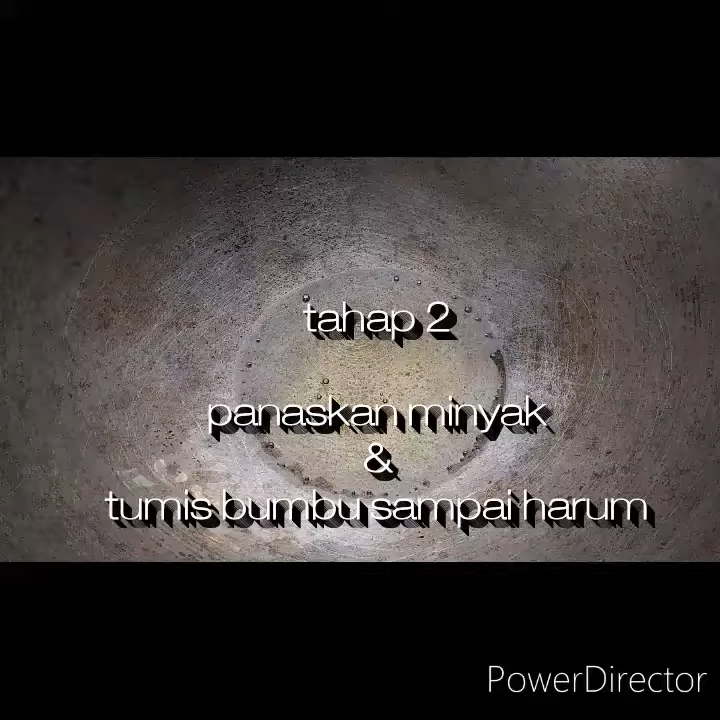 tahap 2
panaskan minyak
&
tumis bumbu sampai harum
PowerDirector